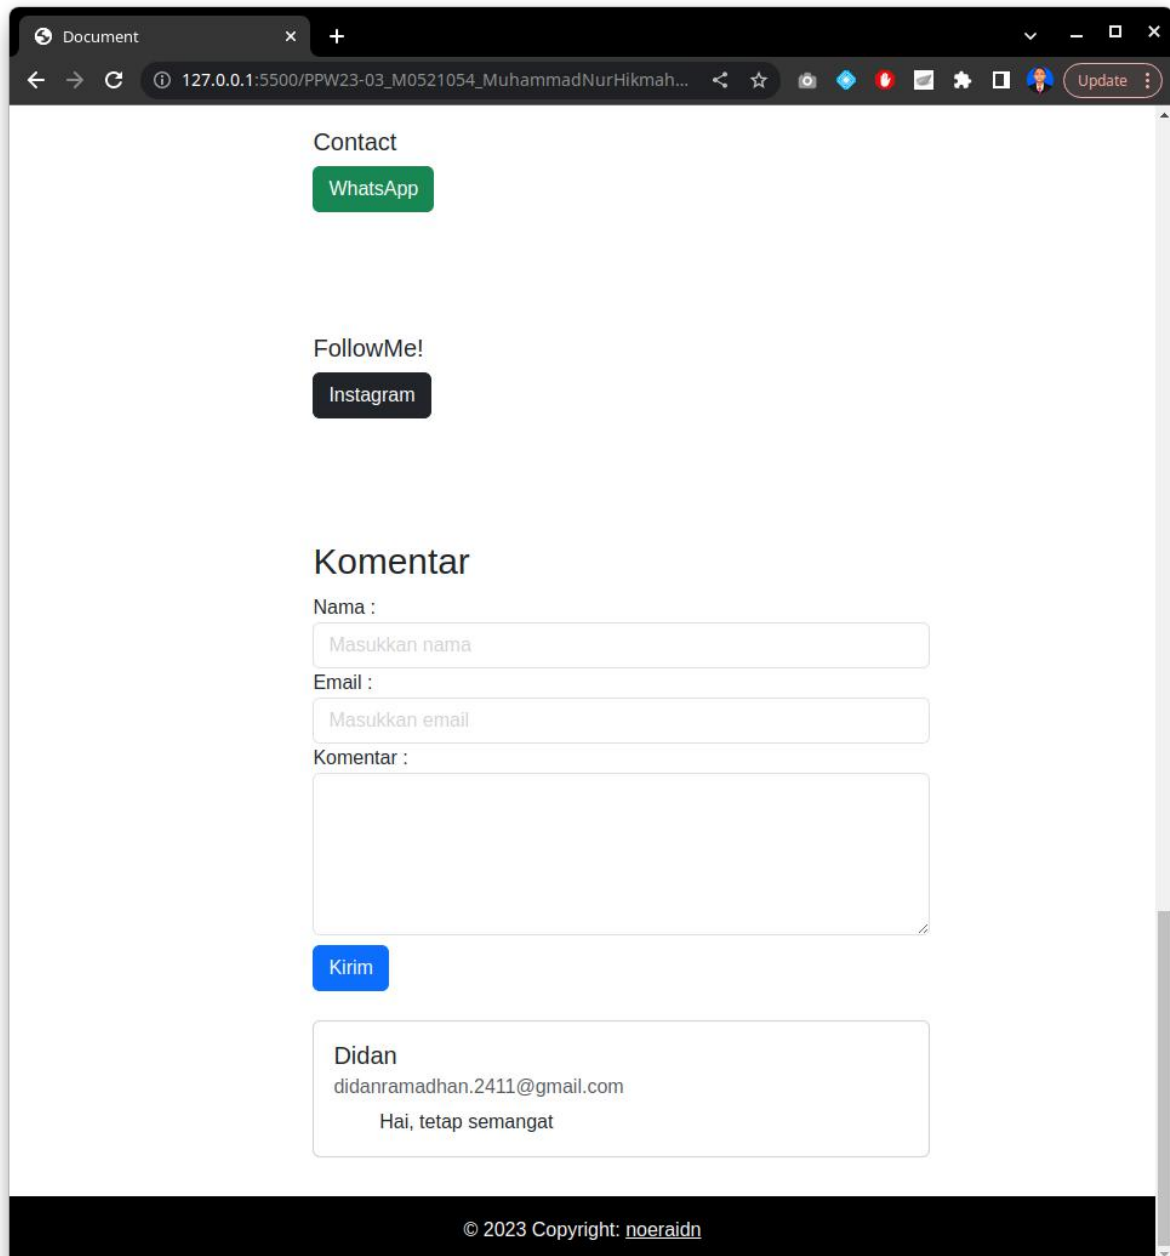 Document
127.0.0.1:5500/PPW23-03_M0521054_MuhammadNurHikmah...
Update
Contact
WhatsApp
FollowMe!
Instagram
Komentar
Nama :
Masukkan nama
Email :
Masukkan email
Komentar :
Kirim
Didan
didanramadhan.2411@gmail.com
Hai, tetap semangat
© 2023 Copyright: noeraidn